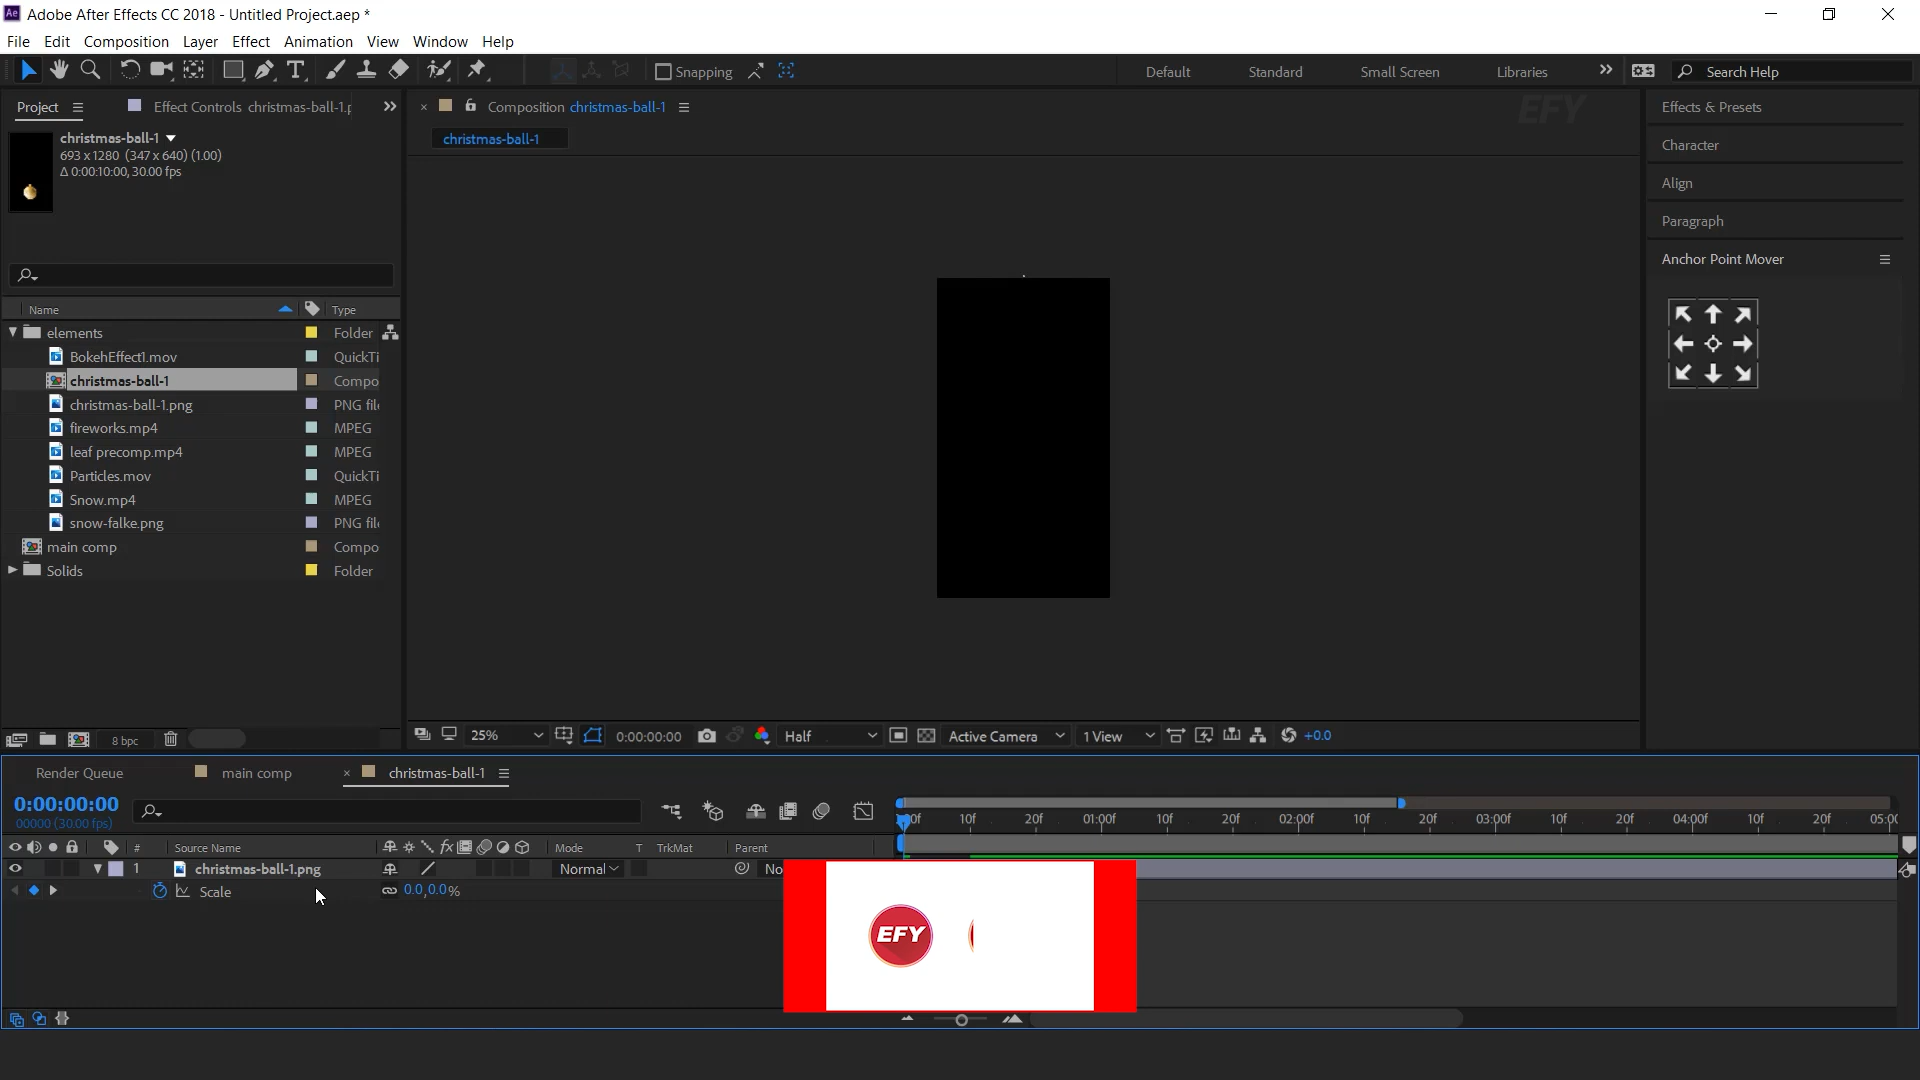 Ae Adobe After Effects CC 2018 - Untitled Project.aep *
File Edit Composition Layer Effect Animation View Window Help
Snapping Default Standard Small Screen Libraries Search Help
Project Effect Controls christmas-ball-1.p
Composition christmas-ball-1
EFY
christmas-ball-1
christmas-ball-1
693 x 1280 (347 x 640) (1.00)
Δ 0:00:10:00, 30.00 fps
Name Type
elements Folder
BokehEffect1.mov QuickTi
christmas-ball-1 Compo
christmas-ball-1.png PNG file
fireworks.mp4 MPEG
leaf precomp.mp4 MPEG
Particles.mov QuickTi
Snow.mp4 MPEG
snow-falke.png PNG file
main comp Compo
Solids Folder
8 bpc
Effects & Presets
Character
Align
Paragraph
Anchor Point Mover
25% 0:00:00:00 Half Active Camera 1 View +0.0
Render Queue main comp christmas-ball-1
0:00:00:00
00000 (30.00 fps)
0f 10f 20f 01:00f 10f 20f 02:00f 10f 20f 03:00f 10f 20f 04:00f 10f 20f 05:00
# Source Name fx Mode T TrkMat Parent
1 christmas-ball-1.png Normal No
Scale 0.0,0.0%
EFY